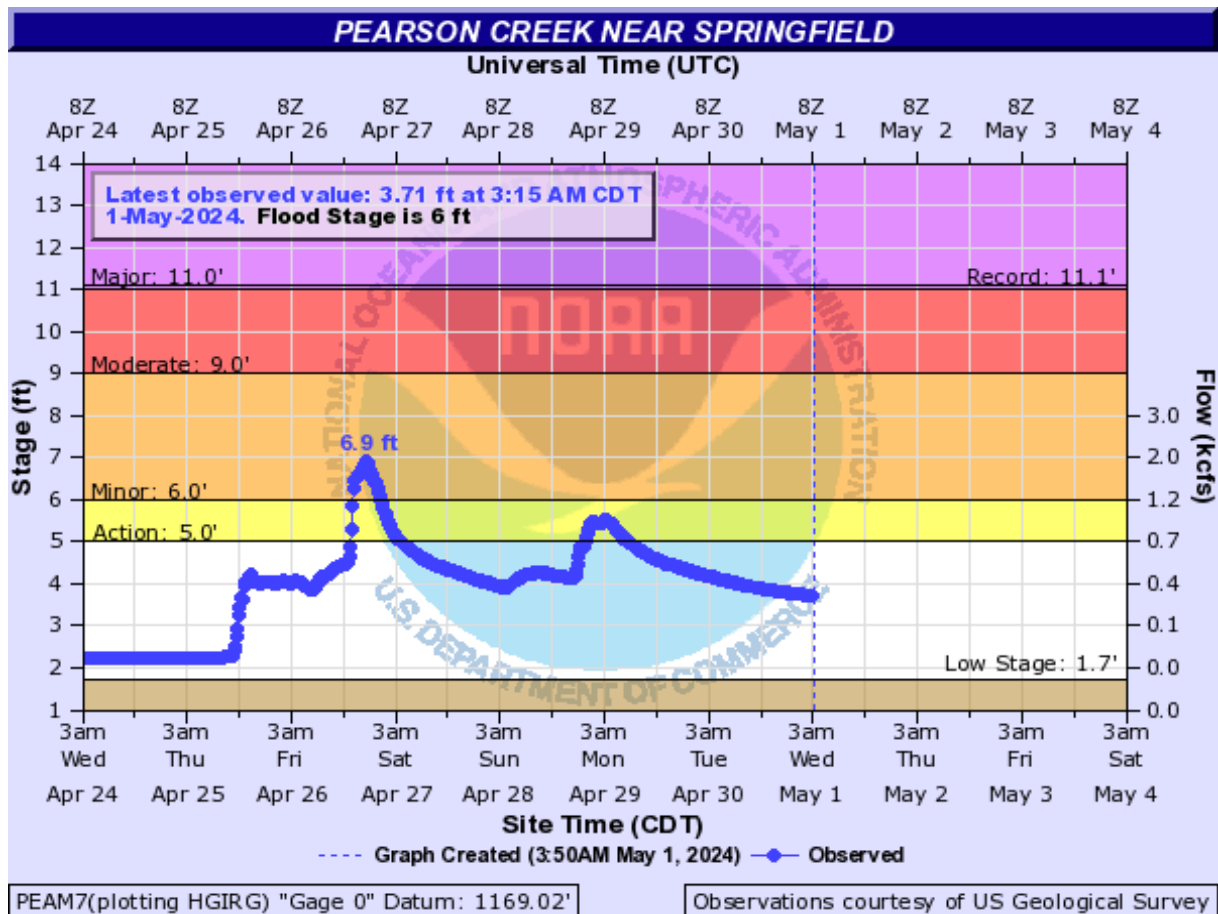 PEARSON CREEK NEAR SPRINGFIELD
Universal Time (UTC)
8Z 8Z 8Z 8Z 8Z 8Z 8Z 8Z 8Z 8Z 8Z
Apr 24 Apr 25 Apr 26 Apr 27 Apr 28 Apr 29 Apr 30 May 1 May 2 May 3 May 4
14
Latest observed value: 3.71 ft at 3:15 AM CDT
1-May-2024. Flood Stage is 6 ft
13
12
Major: 11.0' Record: 11.1'
11
10
Moderate: 9.0'
9
8 3.0
6.9 ft
7 2.0
Minor: 6.0'
6 1.2
Action: 5.0'
5 0.7
4 0.4
3 0.1
Low Stage: 1.7'
2 0.0
1 0.0
Stage (ft)
Flow (kcfs)
NATIONAL OCEANIC AND ATMOSPHERIC ADMINISTRATION
NOAA
U.S. DEPARTMENT OF COMMERCE
3am 3am 3am 3am 3am 3am 3am 3am 3am 3am 3am
Wed Thu Fri Sat Sun Mon Tue Wed Thu Fri Sat
Apr 24 Apr 25 Apr 26 Apr 27 Apr 28 Apr 29 Apr 30 May 1 May 2 May 3 May 4
Site Time (CDT)
Graph Created (3:50AM May 1, 2024) Observed
PEAM7(plotting HGIRG) "Gage 0" Datum: 1169.02'
Observations courtesy of US Geological Survey